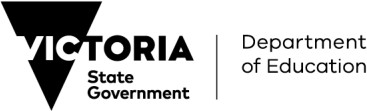 VICTORIA
State
Government
Department
of Education